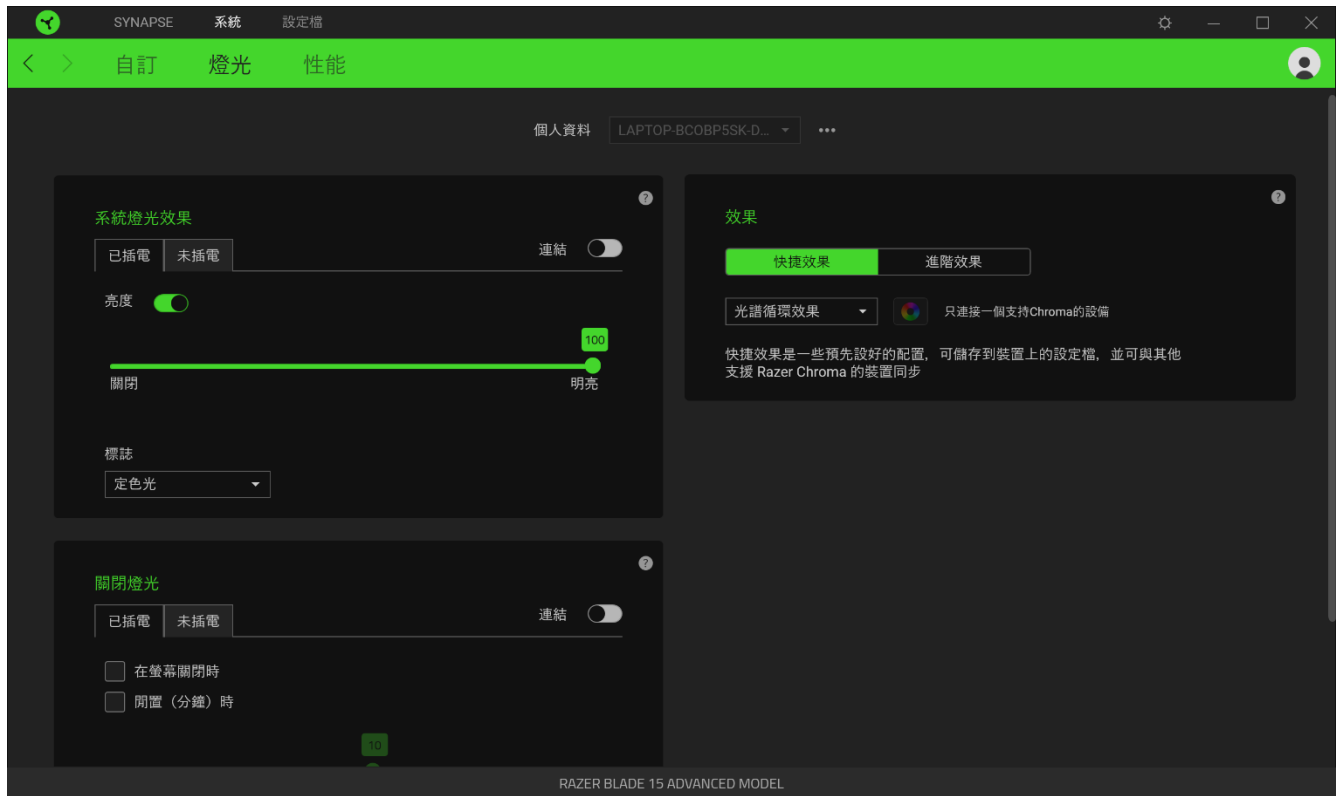 SYNAPSE 系統 設定檔
自訂 燈光 性能
個人資料 LAPTOP-BCOBP5SK-D...
系統燈光效果
已插電 未插電 連結
亮度
100
關閉 明亮
標誌
定色光
效果
快捷效果 進階效果
光譜循環效果 只連接一個支持Chroma的設備
快捷效果是一些預先設好的配置，可儲存到裝置上的設定檔，並可與其他
支援 Razer Chroma 的裝置同步
關閉燈光
已插電 未插電 連結
在螢幕關閉時
閒置（分鐘）時
10
RAZER BLADE 15 ADVANCED MODEL